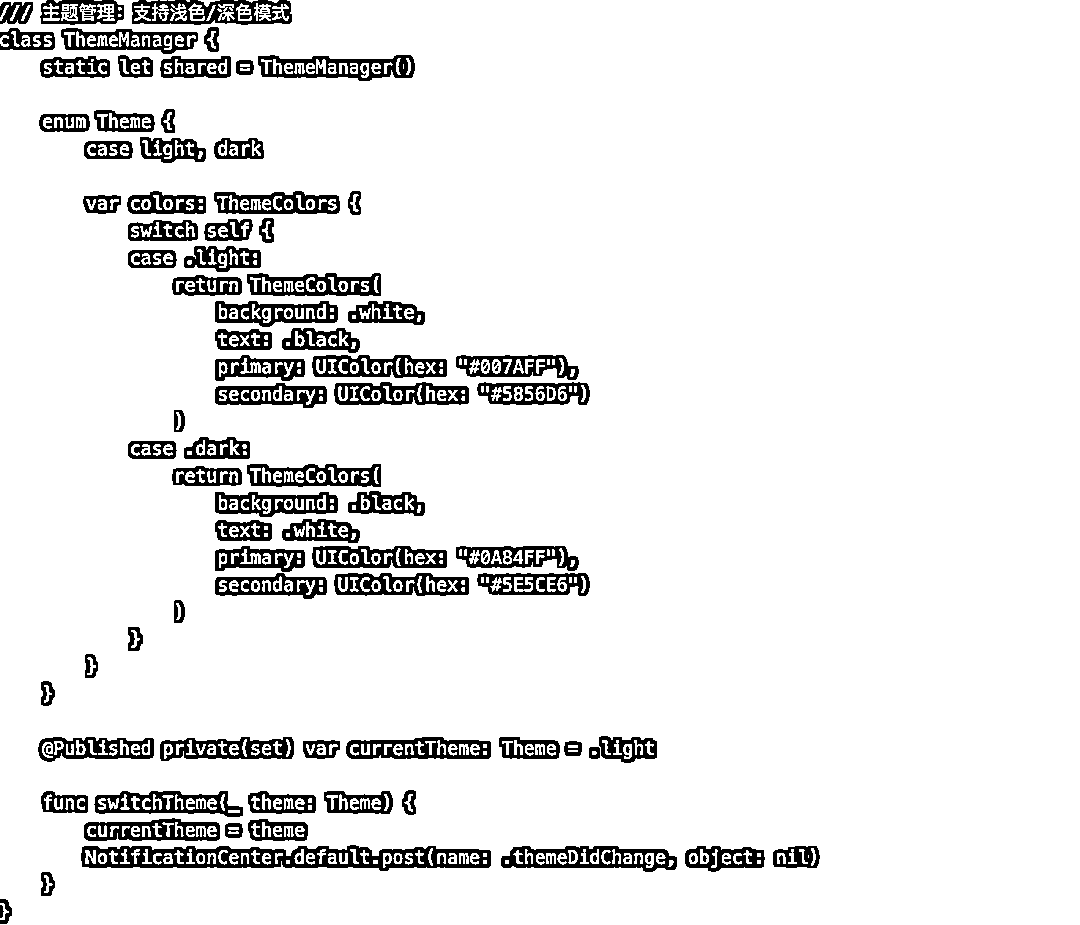 /// 主题管理: 支持浅色/深色模式
class ThemeManager {
    static let shared = ThemeManager()

    enum Theme {
        case light, dark

        var colors: ThemeColors {
            switch self {
            case .light:
                return ThemeColors(
                    background: .white,
                    text: .black,
                    primary: UIColor(hex: "#007AFF"),
                    secondary: UIColor(hex: "#5856D6")
                )
            case .dark:
                return ThemeColors(
                    background: .black,
                    text: .white,
                    primary: UIColor(hex: "#0A84FF"),
                    secondary: UIColor(hex: "#5E5CE6")
                )
            }
        }
    }

    @Published private(set) var currentTheme: Theme = .light

    func switchTheme(_ theme: Theme) {
        currentTheme = theme
        NotificationCenter.default.post(name: .themeDidChange, object: nil)
    }
}